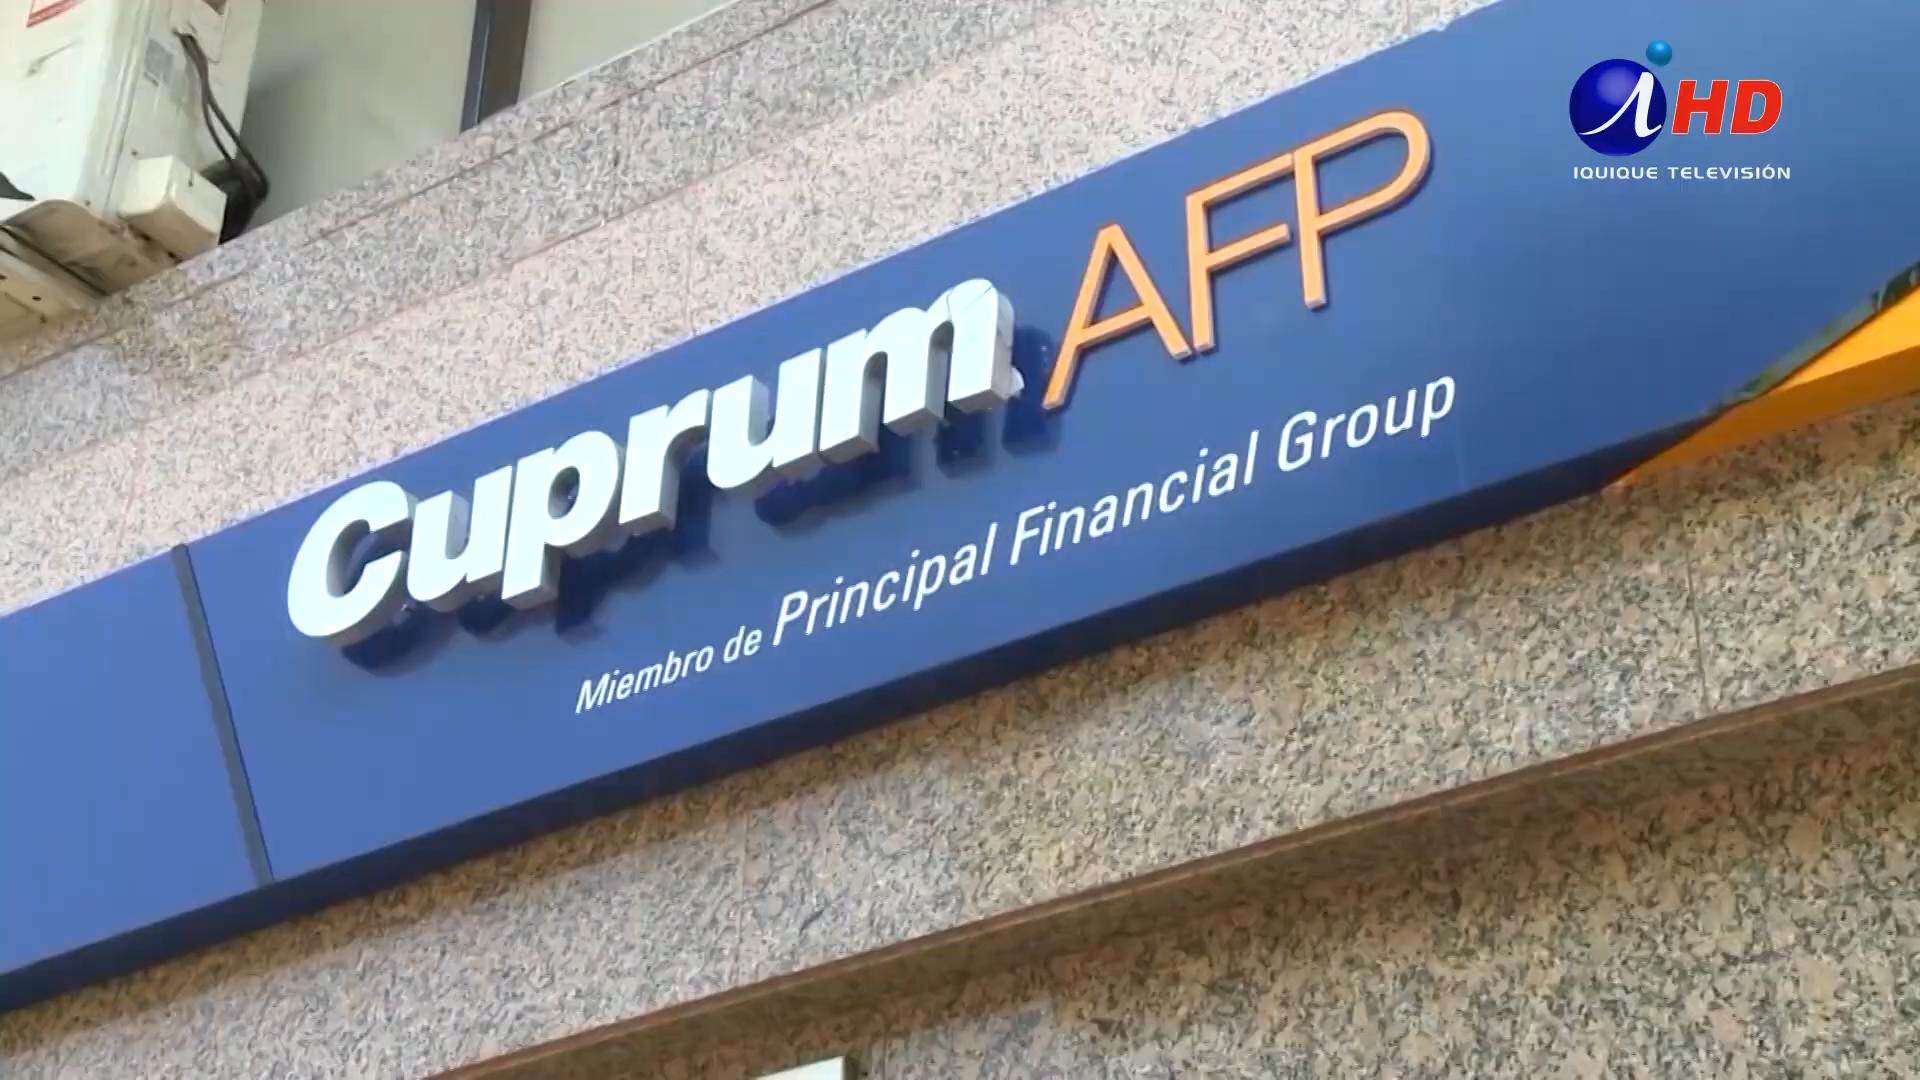 HD
IQUIQUE TELEVISIÓN
Cuprum AFP
Miembro de Principal Financial Group